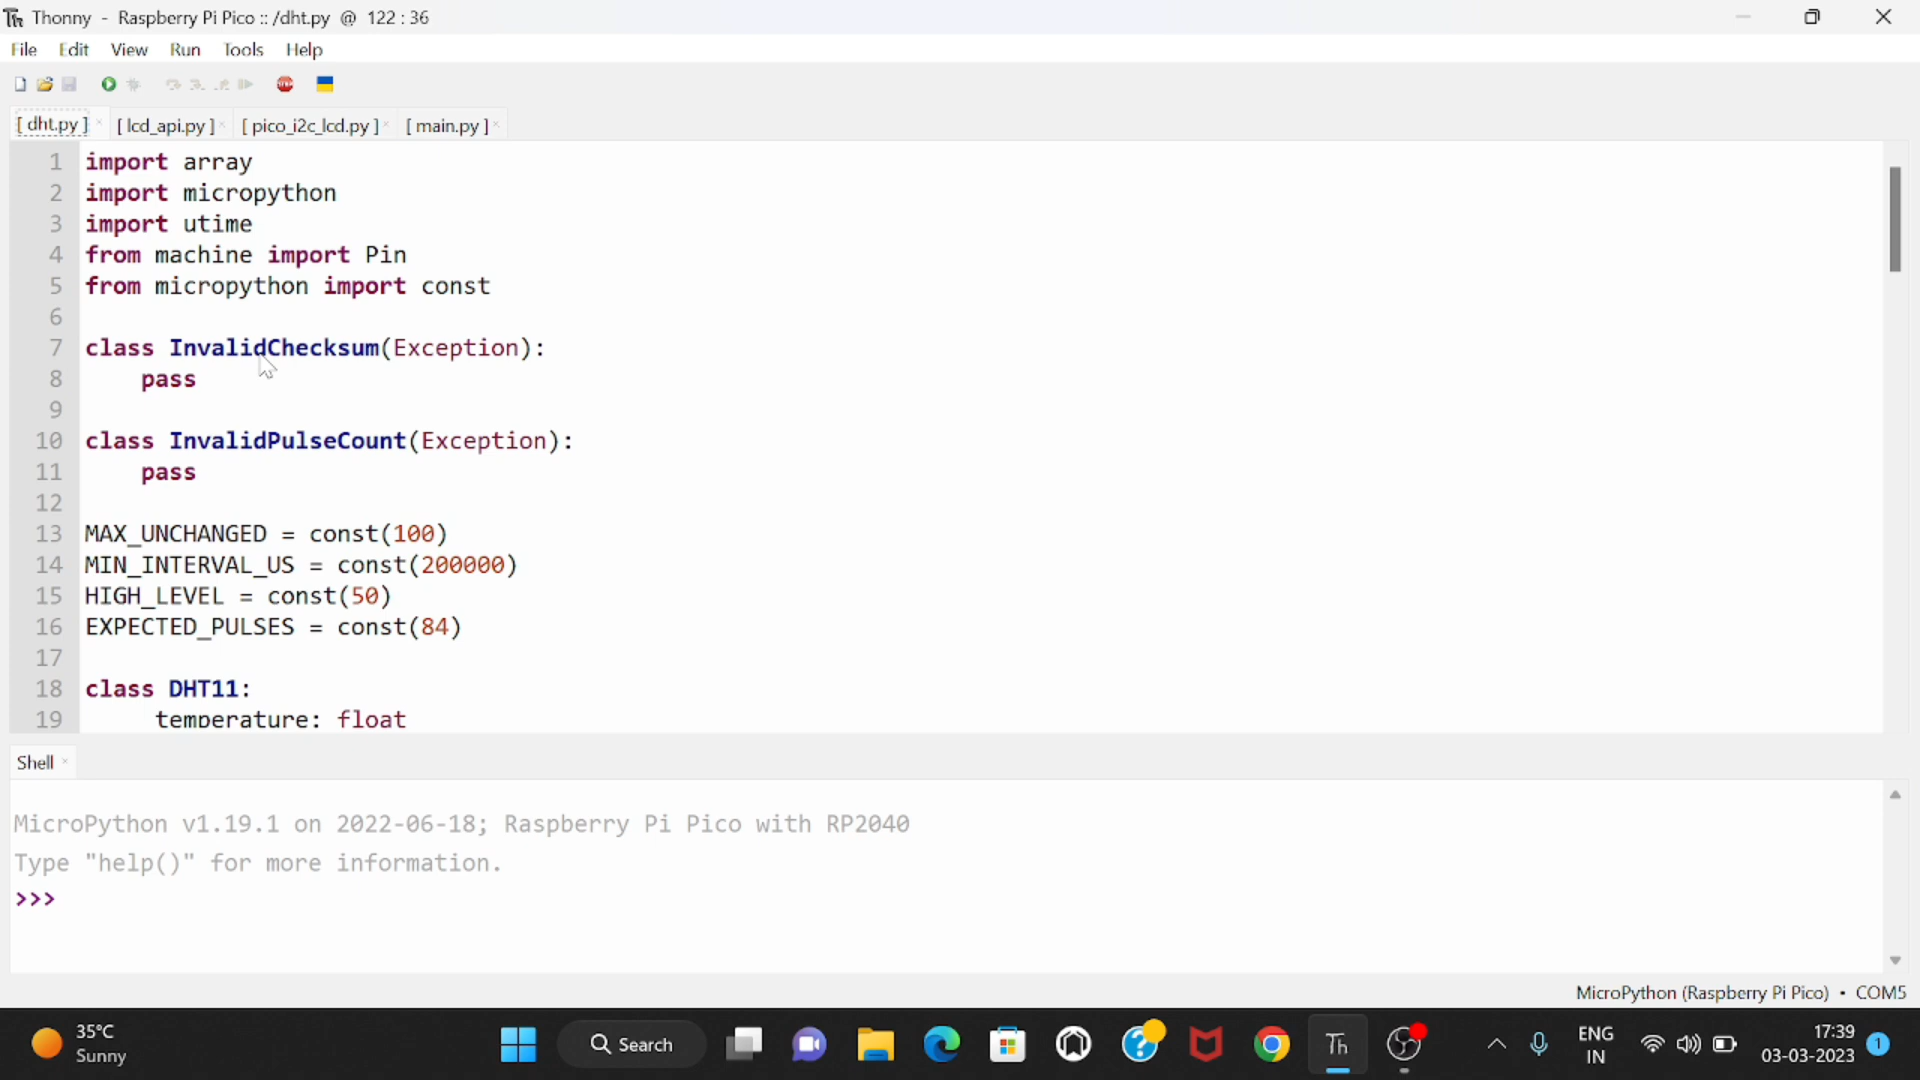 Thonny - Raspberry Pi Pico :: /dht.py @ 122 : 36
File Edit View Run Tools Help
[ dht.py ] × [ lcd_api.py ] × [ pico_i2c_lcd.py ] × [ main.py ] ×
1 import array
2 import micropython
3 import utime
4 from machine import Pin
5 from micropython import const
6
7 class InvalidChecksum(Exception):
8 pass
9
10 class InvalidPulseCount(Exception):
11 pass
12
13 MAX_UNCHANGED = const(100)
14 MIN_INTERVAL_US = const(200000)
15 HIGH_LEVEL = const(50)
16 EXPECTED_PULSES = const(84)
17
18 class DHT11:
19 temperature: float
Shell ×
MicroPython v1.19.1 on 2022-06-18; Raspberry Pi Pico with RP2040
Type "help()" for more information.
>>>
MicroPython (Raspberry Pi Pico) • COM5
35°C
Sunny
Search
Th
ENG
IN
17:39
03-03-2023
1